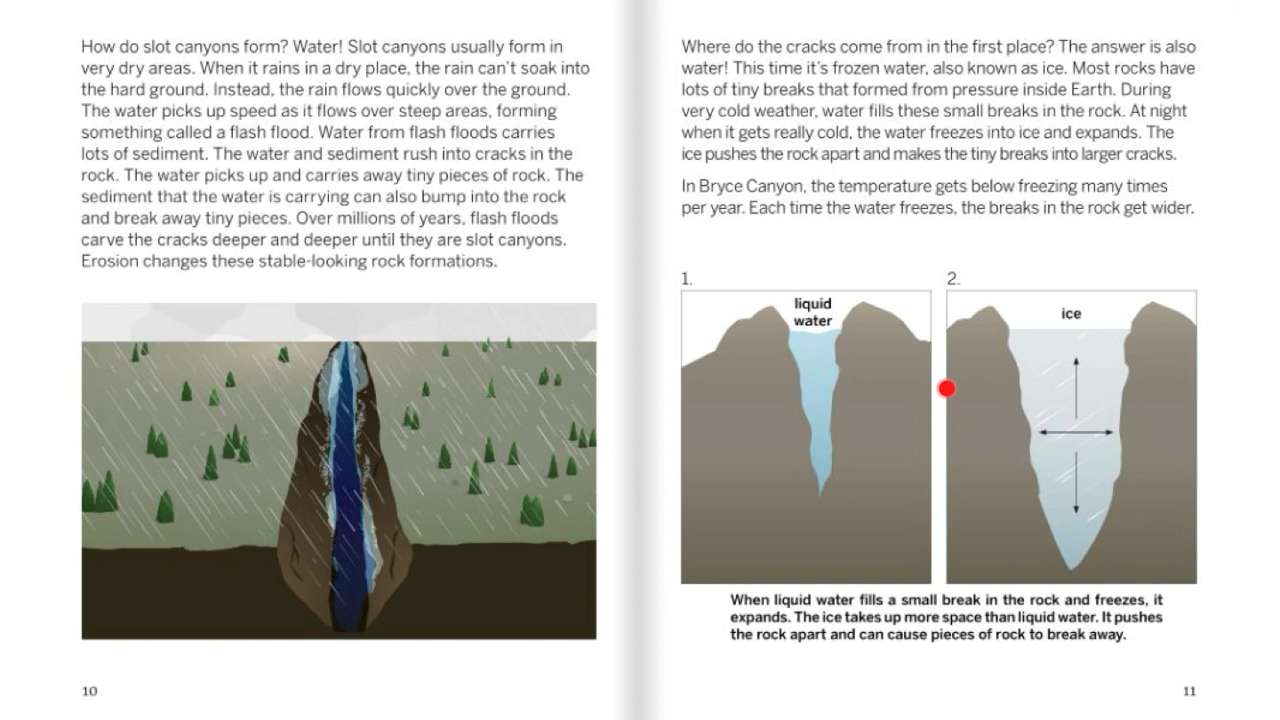 How do slot canyons form? Water! Slot canyons usually form in
very dry areas. When it rains in a dry place, the rain can't soak into
the hard ground. Instead, the rain flows quickly over the ground.
The water picks up speed as it flows over steep areas, forming
something called a flash flood. Water from flash floods carries
lots of sediment. The water and sediment rush into cracks in the
rock. The water picks up and carries away tiny pieces of rock. The
sediment that the water is carrying can also bump into the rock
and break away tiny pieces. Over millions of years, flash floods
carve the cracks deeper and deeper until they are slot canyons.
Erosion changes these stable-looking rock formations.
10
Where do the cracks come from in the first place? The answer is also
water! This time it's frozen water, also known as ice. Most rocks have
lots of tiny breaks that formed from pressure inside Earth. During
very cold weather, water fills these small breaks in the rock. At night
when it gets really cold, the water freezes into ice and expands. The
ice pushes the rock apart and makes the tiny breaks into larger cracks.
In Bryce Canyon, the temperature gets below freezing many times
per year. Each time the water freezes, the breaks in the rock get wider.
1.
liquid
water
2.
ice
When liquid water fills a small break in the rock and freezes, it
expands. The ice takes up more space than liquid water. It pushes
the rock apart and can cause pieces of rock to break away.
11